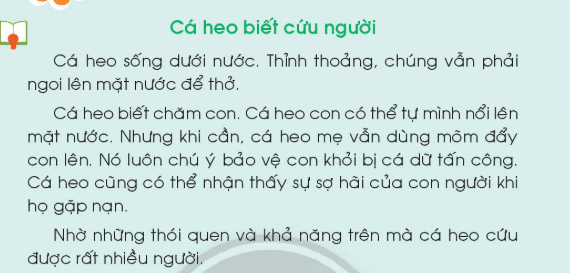 Cá heo biết cứu người
Cá heo sống dưới nước. Thỉnh thoảng, chúng vẫn phải
ngoi lên mặt nước để thở.
Cá heo biết chăm con. Cá heo con có thể tự mình nổi lên
mặt nước. Nhưng khi cần, cá heo mẹ vẫn dùng mõm đẩy
con lên. Nó luôn chú ý bảo vệ con khỏi bị cá dữ tấn công.
Cá heo cũng có thể nhận thấy sự sợ hãi của con người khi
họ gặp nạn.
Nhờ những thói quen và khả năng trên mà cá heo cứu
được rất nhiều người.